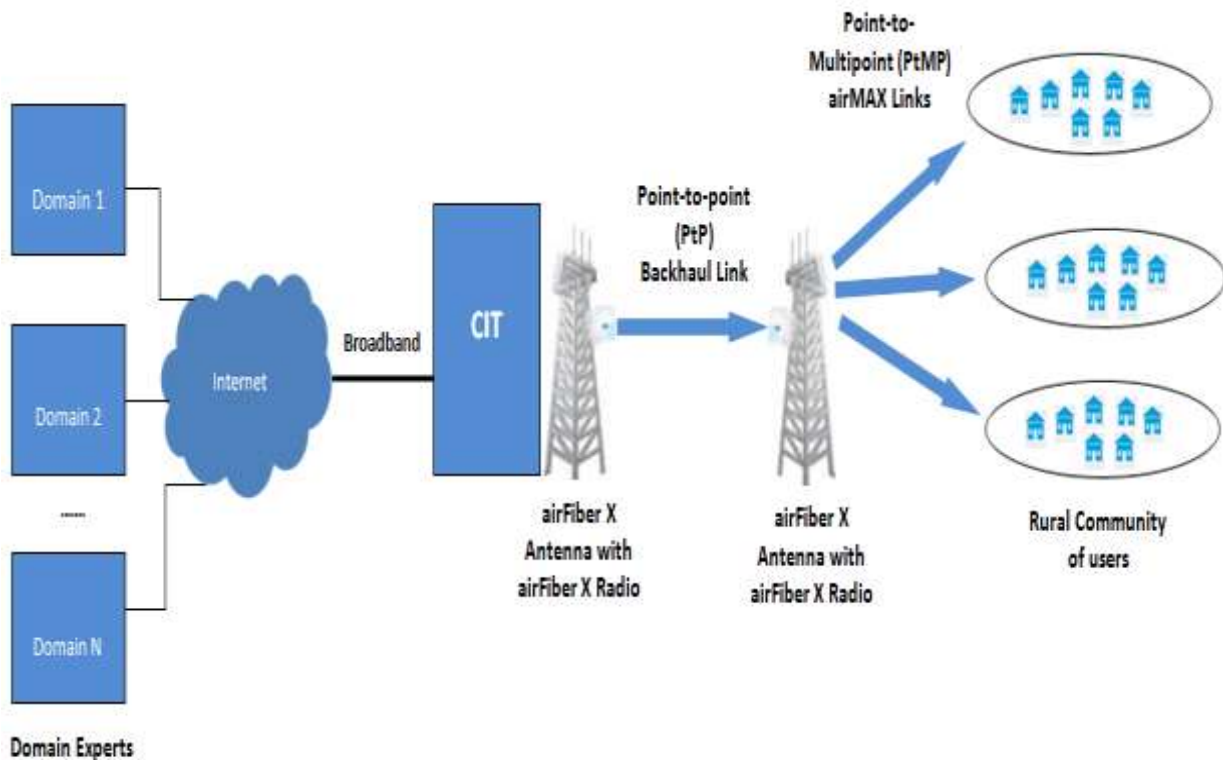 Domain 1
Domain 2
......
Domain N
Domain Experts
Internet
Broadband
CIT
airFiber X
Antenna with
airFiber X Radio
Point-to-point
(PtP)
Backhaul Link
airFiber X
Antenna with
airFiber X Radio
Point-to-
Multipoint (PtMP)
airMAX Links
Rural Community
of users